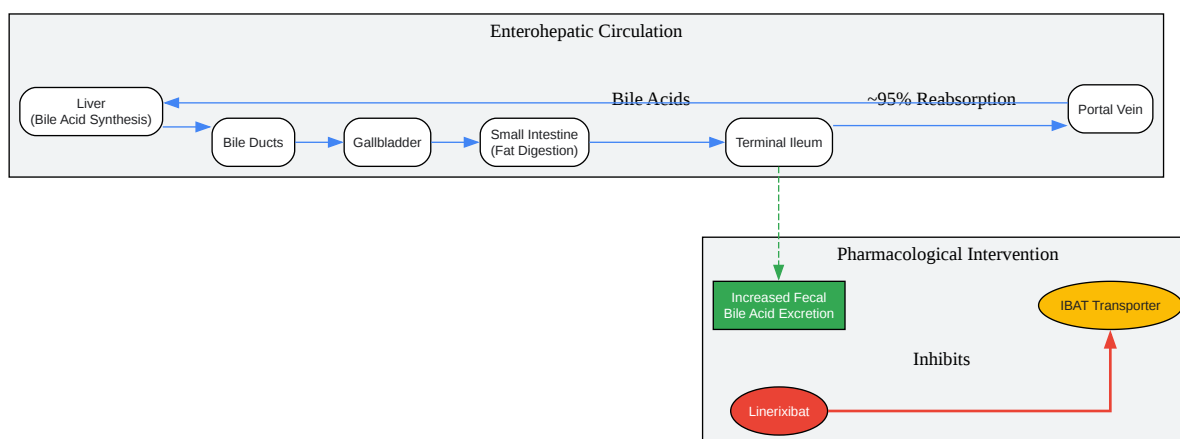 Enterohepatic Circulation
Liver
(Bile Acid Synthesis)
Bile Acids
~95% Reabsorption
Portal Vein
Bile Ducts
Gallbladder
Small Intestine
(Fat Digestion)
Terminal Ileum
Pharmacological Intervention
Increased Fecal
Bile Acid Excretion
IBAT Transporter
Inhibits
Linerixibat